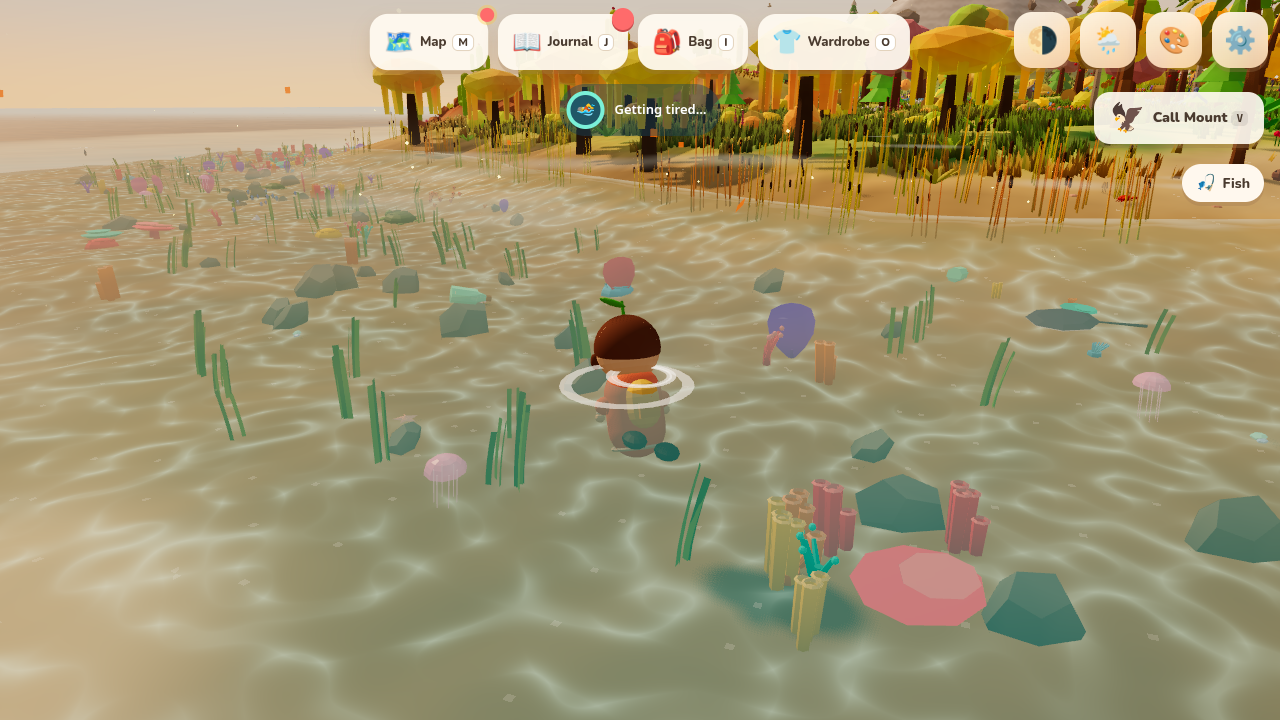 Map M
Journal J
Bag I
Wardrobe O
Getting tired...
Call Mount V
Fish